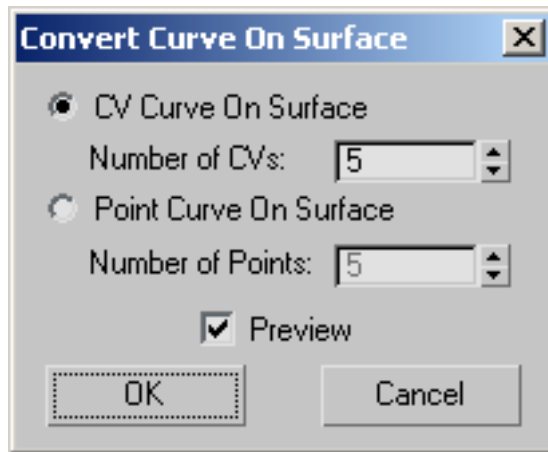 Convert Curve On Surface
CV Curve On Surface
Number of CVs: 5
Point Curve On Surface
Number of Points: 5
Preview
OK Cancel